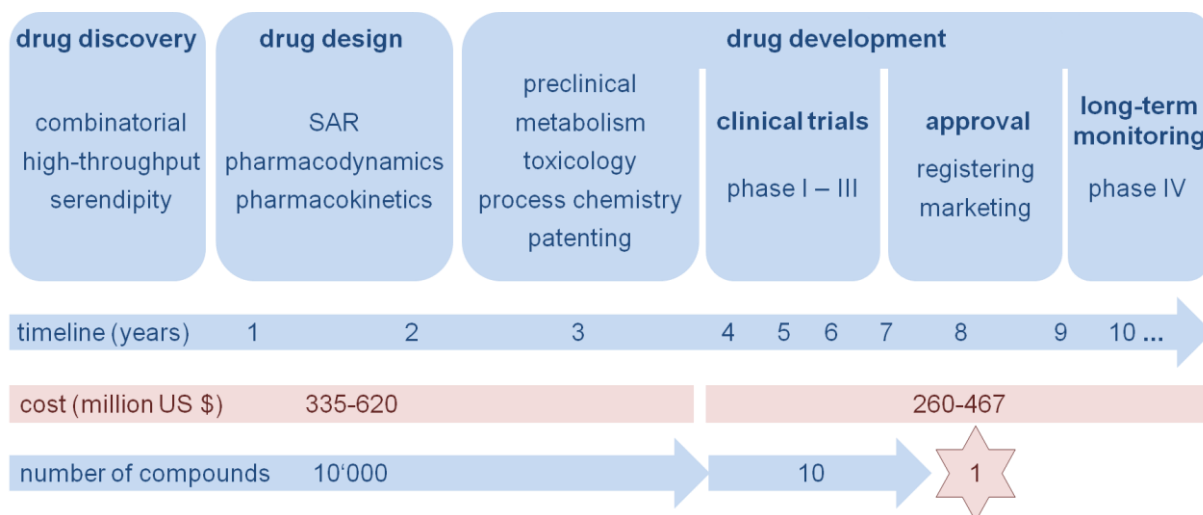 drug discovery
combinatorial
high-throughput
serendipity
drug design
SAR
pharmacodynamics
pharmacokinetics
drug development
preclinical
metabolism
toxicology
process chemistry
patenting
clinical trials
phase I – III
approval
registering
marketing
long-term
monitoring
phase IV
timeline (years) 1 2 3 4 5 6 7 8 9 10 ...
cost (million US $) 335-620 260-467
number of compounds 10‘000 10 1